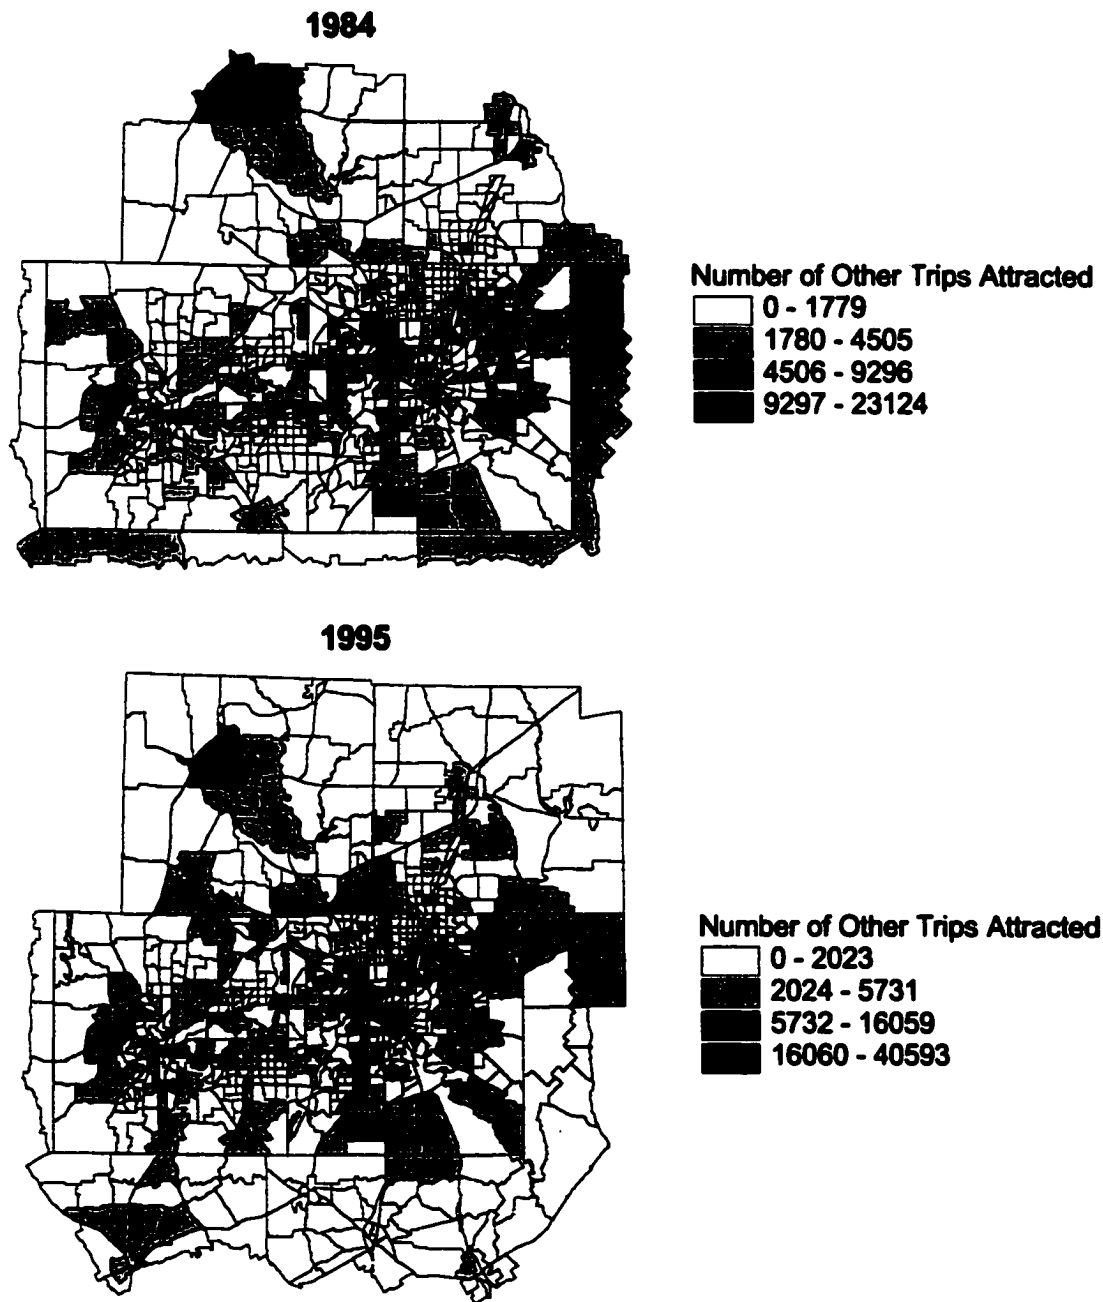 1984
Number of Other Trips Attracted
0 - 1779
1780 - 4505
4506 - 9296
9297 - 23124
1995
Number of Other Trips Attracted
0 - 2023
2024 - 5731
5732 - 16059
16060 - 40593